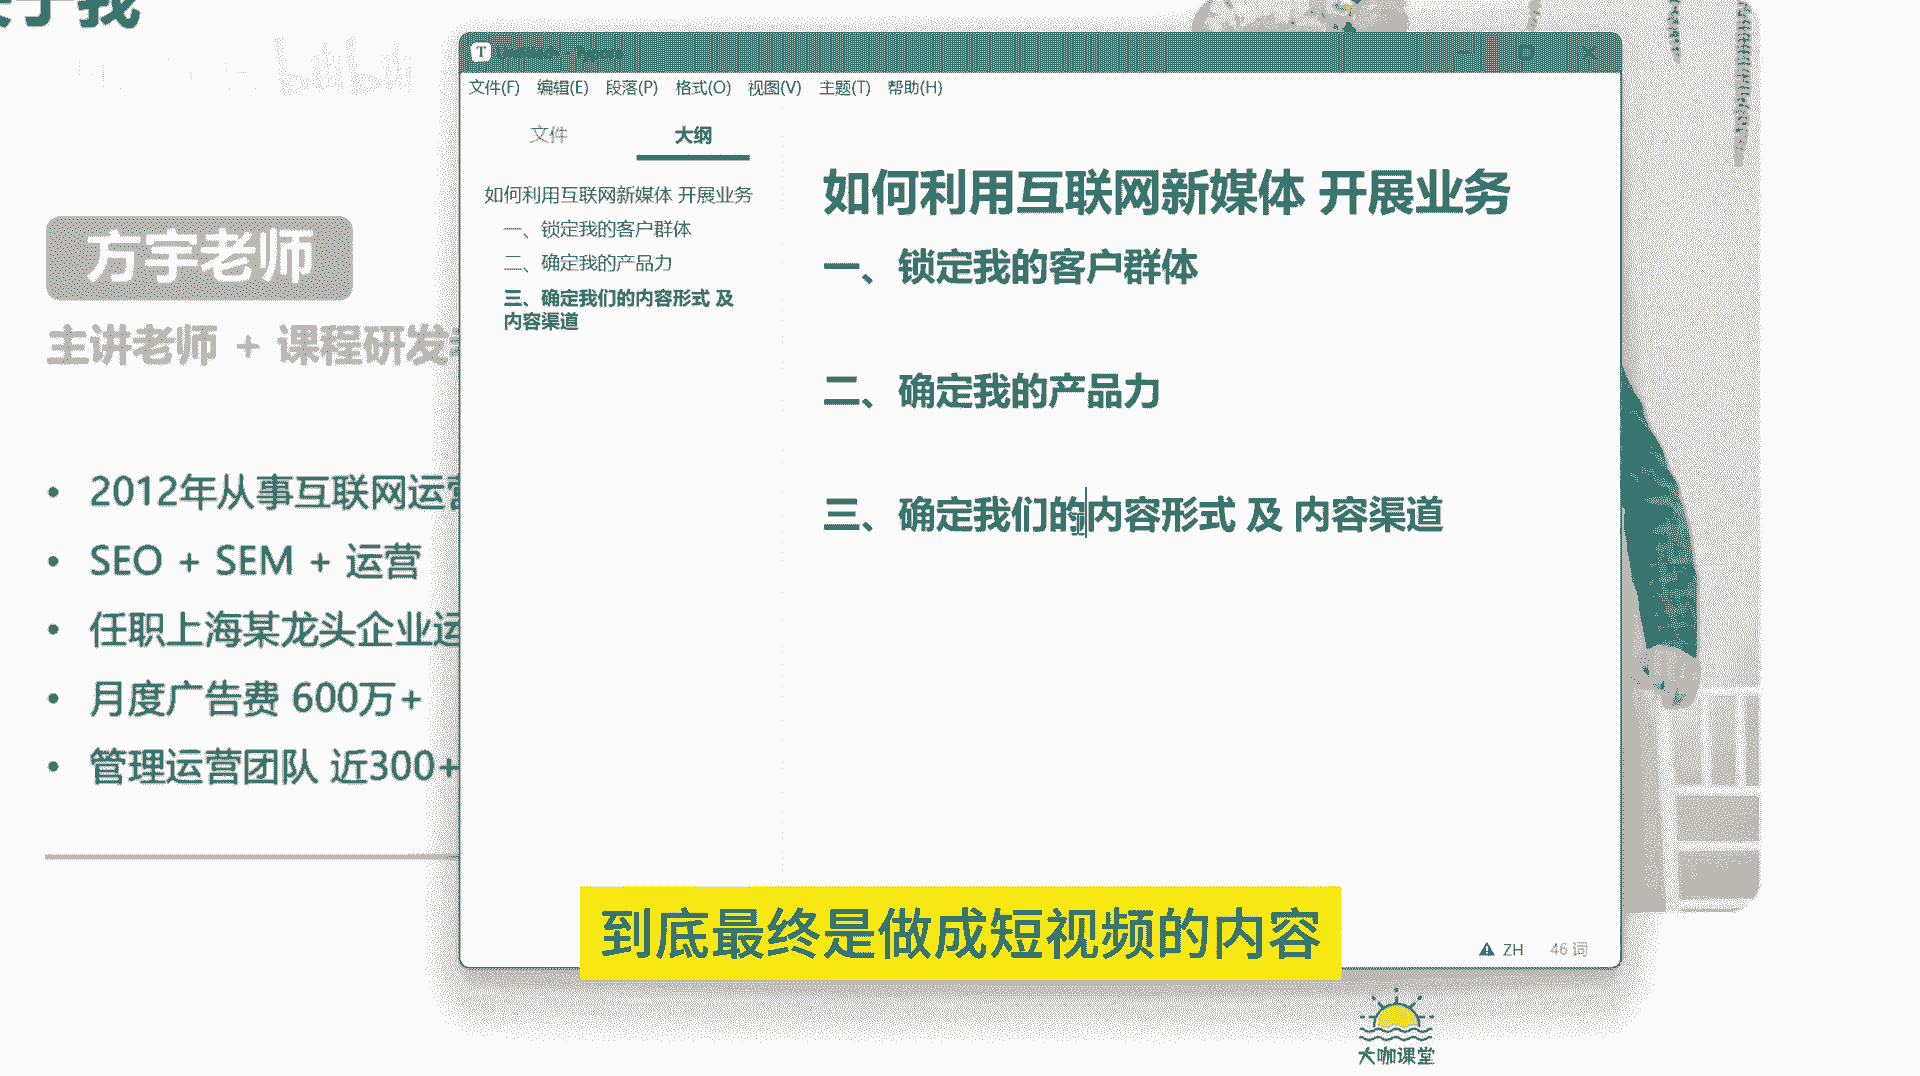 bilibili
方宇老师
主讲老师 + 课程研发
2012年从事互联网运营
SEO + SEM + 运营
任职上海某龙头企业运
月度广告费 600万+
管理运营团队 近300+
T
文件(F) 编辑(E) 段落(P) 格式(O) 视图(V) 主题(T) 帮助(H)
文件 大纲
如何利用互联网新媒体 开展业务
一、锁定我的客户群体
二、确定我的产品力
三、确定我们的内容形式 及
内容渠道
如何利用互联网新媒体 开展业务
一、锁定我的客户群体
二、确定我的产品力
三、确定我们的内容形式 及 内容渠道
ZH 46 词
到底最终是做成短视频的内容
大咖课堂